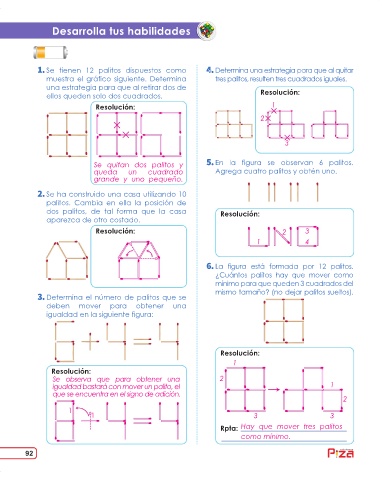 Desarrolla tus habilidades
1. Se tienen 12 palitos dispuestos como
muestra el gráfico siguiente. Determina
una estrategia para que al retirar dos de
ellos queden solo dos cuadrados.
Resolución:
Se quitan dos palitos y
queda un cuadrado
grande y uno pequeño.
2. Se ha construido una casa utilizando 10
palitos. Cambia en ella la posición de
dos palitos, de tal forma que la casa
aparezca de otro costado.
Resolución:
3. Determina el número de palitos que se
deben mover para obtener una
igualdad en la siguiente figura:
Resolución:
Se observa que para obtener una
igualdad bastará con mover un palito, el
que se encuentra en el signo de adición.
1
4. Determina una estrategia para que al quitar
tres palitos, resulten tres cuadrados iguales.
Resolución:
1
2
3
5. En la figura se observan 6 palitos.
Agrega cuatro palitos y obtén uno.
Resolución:
1
2
3
4
6. La figura está formada por 12 palitos.
¿Cuántos palitos hay que mover como
mínimo para que queden 3 cuadrados del
mismo tamaño? (no dejar palitos sueltos).
Resolución:
1
2
3
1
2
3
Rpta: Hay que mover tres palitos
como mínimo.
92